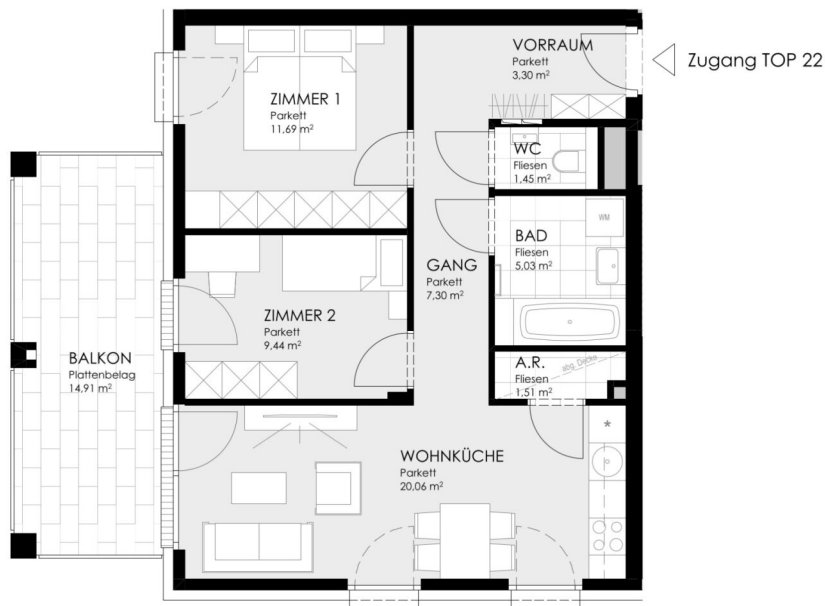 VORRAUM
Parkett
3,30 m²
Zugang TOP 22
ZIMMER 1
Parkett
11,69 m²
WC
Fliesen
1,45 m²
WM
BAD
Fliesen
5,03 m²
GANG
Parkett
7,30 m²
ZIMMER 2
Parkett
9,44 m²
BALKON
Plattenbelag
14,91 m²
A.R.
Fliesen
1,51 m²
abg. Decke
*
WOHNKÜCHE
Parkett
20,06 m²